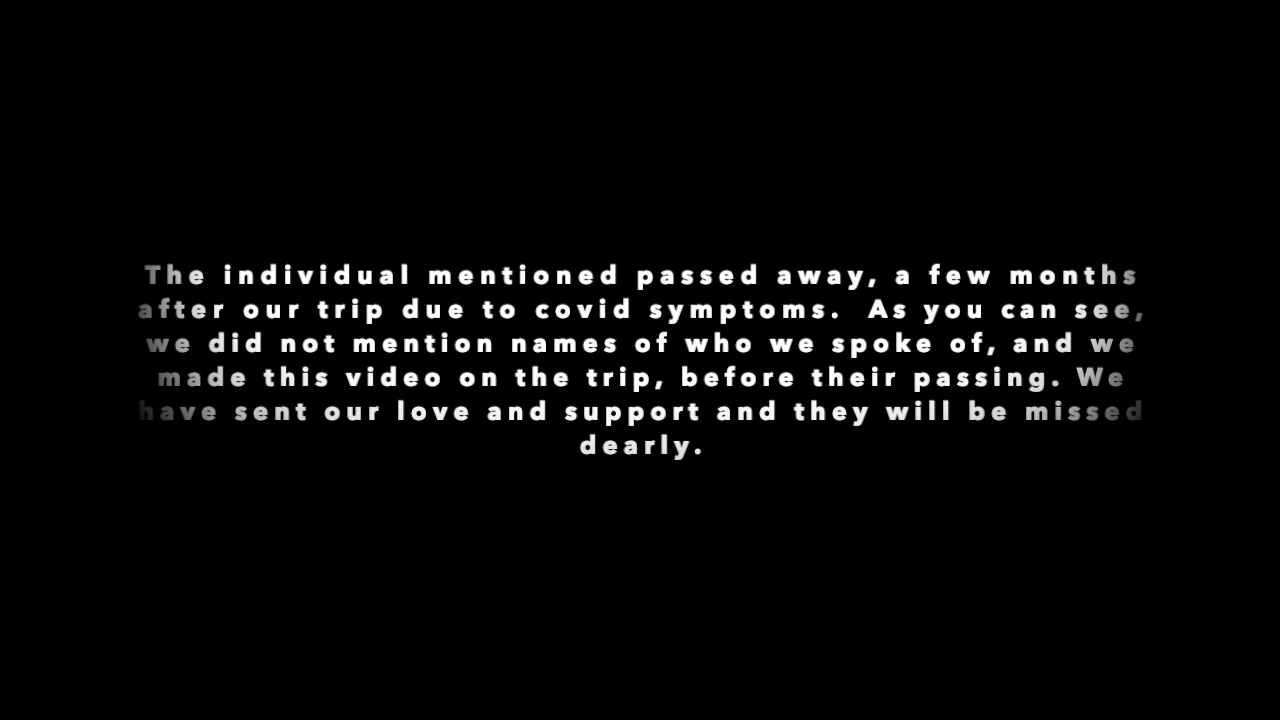 The individual mentioned passed away, a few months
after our trip due to covid symptoms.  As you can see,
we did not mention names of who we spoke of, and we
made this video on the trip, before their passing. We
have sent our love and support and they will be missed
dearly.